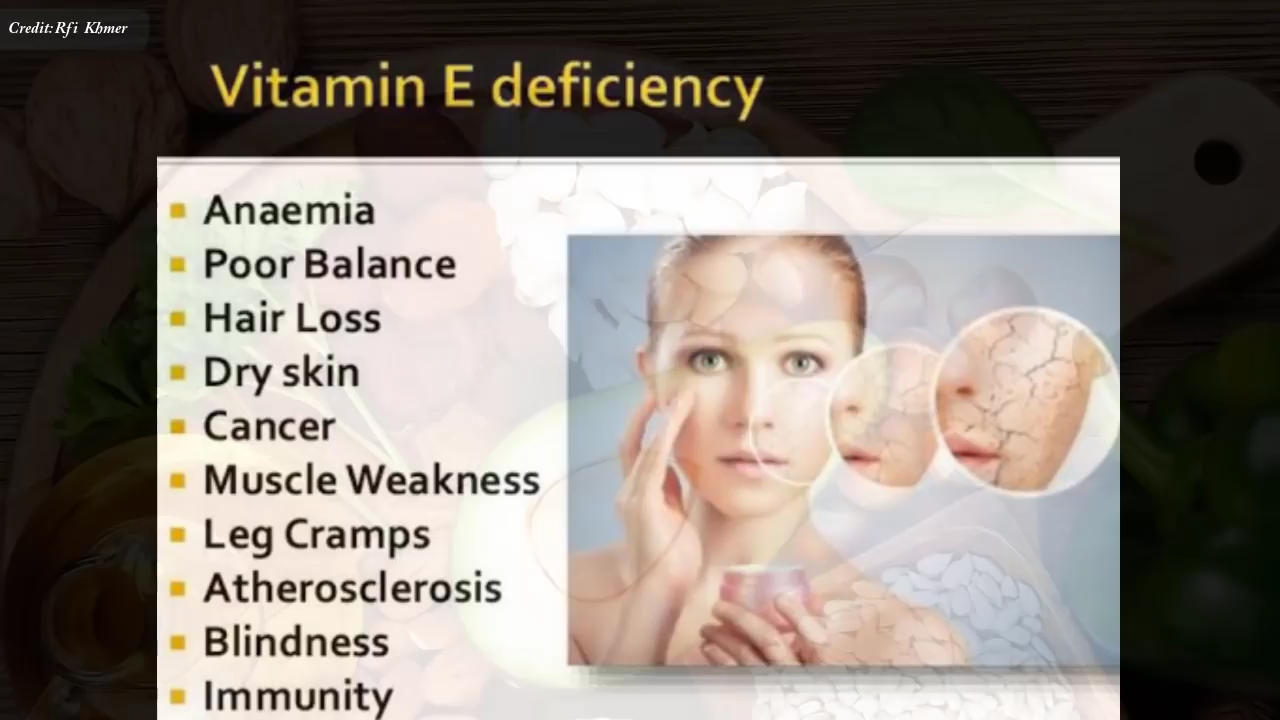 Credit:Rfi Khmer
Vitamin E deficiency
Anaemia
Poor Balance
Hair Loss
Dry skin
Cancer
Muscle Weakness
Leg Cramps
Atherosclerosis
Blindness
Immunity